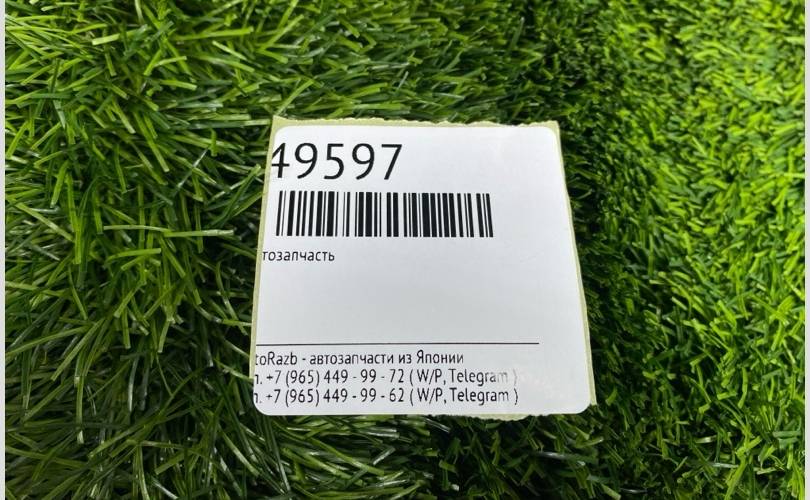 49597
тозапчасть
toRazb - автозапчасти из Японии
+7 (965) 449 - 99 - 72 ( W/P, Telegram )
+7 (965) 449 - 99 - 62 ( W/P, Telegram )